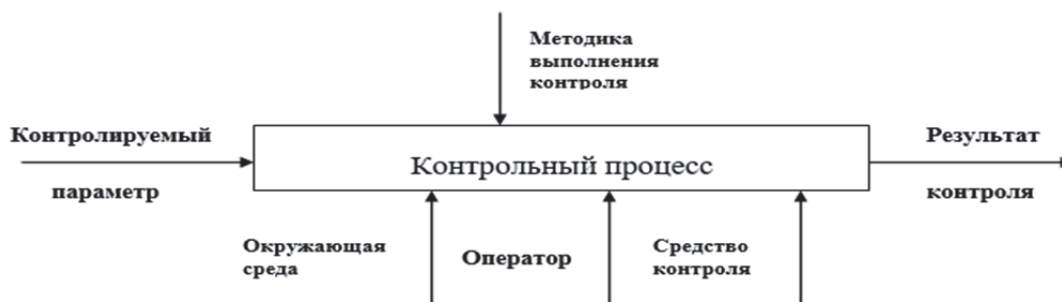 Методика
выполнения
контроля
Контролируемый
параметр
Контрольный процесс
Результат
контроля
Окружающая
среда
Оператор
Средство
контроля